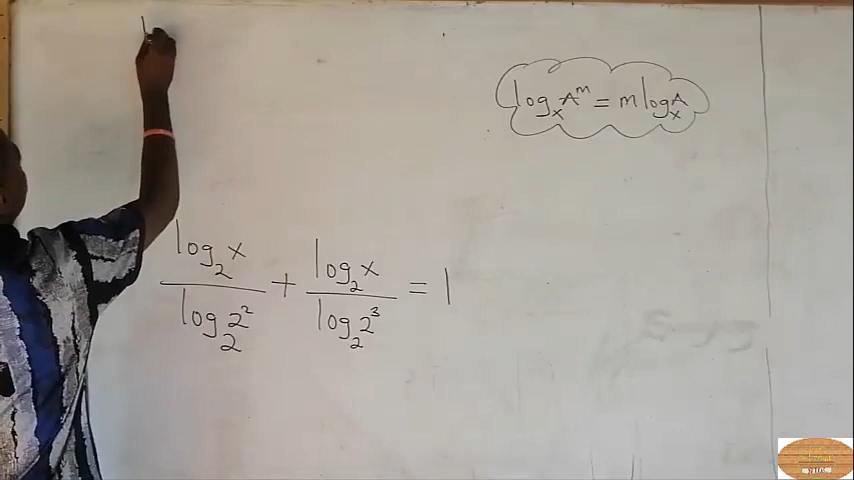 log_x A^m = m log_x A
log_2 x / log_2 2^2 + log_2 x / log_2 2^3 = 1